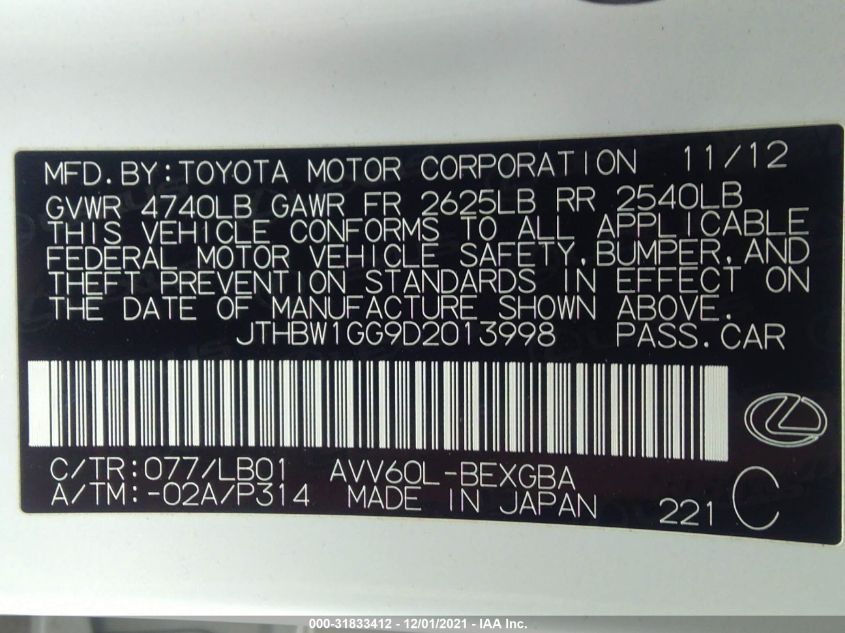 MFD.BY:TOYOTA MOTOR CORPORATION 11/12
GVWR 4740LB GAWR FR 2625LB RR 2540LB
THIS VEHICLE CONFORMS TO ALL APPLICABLE
FEDERAL MOTOR VEHICLE SAFETY,BUMPER,AND
THEFT PREVENTION STANDARDS IN EFFECT ON
THE DATE OF MANUFACTURE SHOWN ABOVE.
JTHBW1GG9D2013998 PASS.CAR
C/TR:077/LB01 AVV60L-BEXGBA
A/TM:-02A/P314 MADE IN JAPAN 221 C
000-31833412 - 12/01/2021 - IAA Inc.